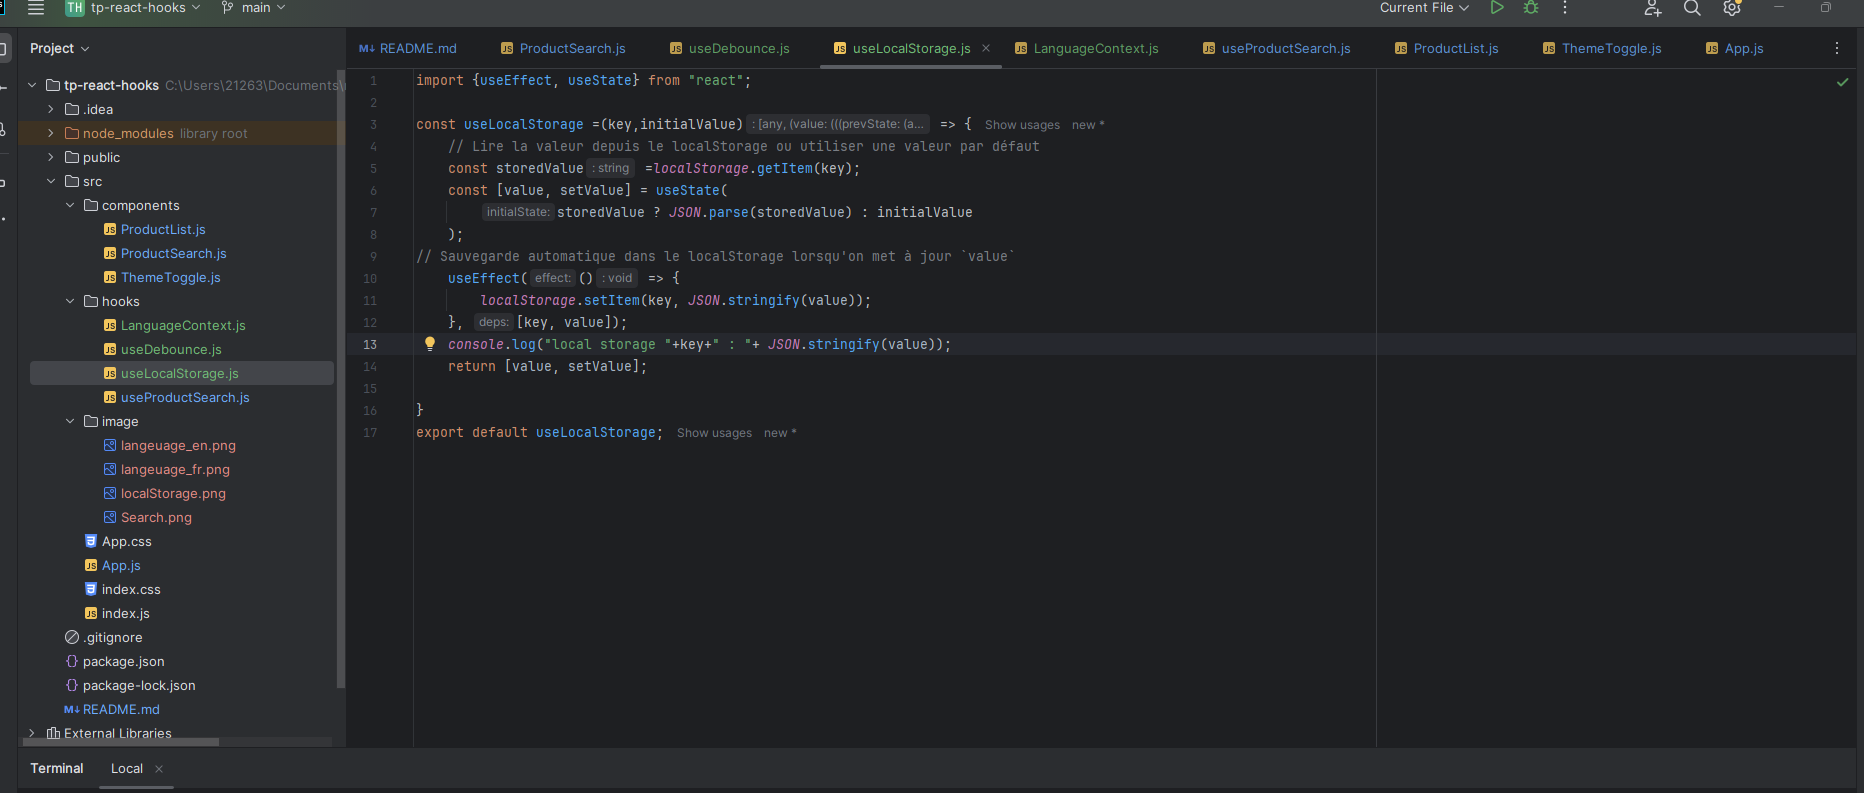 TH tp-react-hooks main Current File
Project
README.md ProductSearch.js useDebounce.js useLocalStorage.js LanguageContext.js useProductSearch.js ProductList.js ThemeToggle.js App.js
tp-react-hooks C:\Users\21263\Documents\
.idea
node_modules library root
public
src
components
ProductList.js
ProductSearch.js
ThemeToggle.js
hooks
LanguageContext.js
useDebounce.js
useLocalStorage.js
useProductSearch.js
image
langeuage_en.png
langeuage_fr.png
localStorage.png
Search.png
App.css
App.js
index.css
index.js
.gitignore
package.json
package-lock.json
README.md
External Libraries
1 import {useEffect, useState} from "react";
2
3 const useLocalStorage =(key,initialValue) : [any, (value: (((prevState: (a... => { Show usages new *
4 // Lire la valeur depuis le localStorage ou utiliser une valeur par défaut
5 const storedValue : string =localStorage.getItem(key);
6 const [value, setValue] = useState(
7 initialState: storedValue ? JSON.parse(storedValue) : initialValue
8 );
9 // Sauvegarde automatique dans le localStorage lorsqu'on met à jour `value`
10 useEffect( effect: () : void => {
11 localStorage.setItem(key, JSON.stringify(value));
12 }, deps: [key, value]);
13 console.log("local storage "+key+" : "+ JSON.stringify(value));
14 return [value, setValue];
15
16 }
17 export default useLocalStorage; Show usages new *
Terminal Local